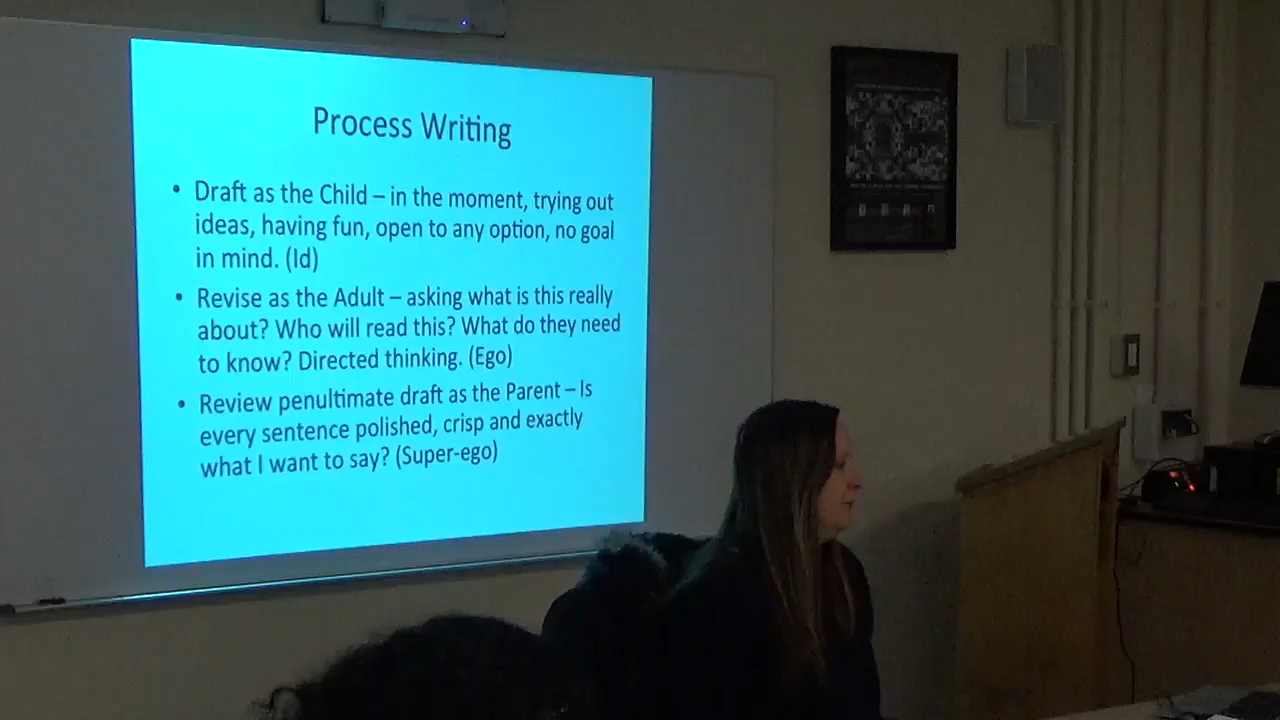 Process Writing
• Draft as the Child – in the moment, trying out
ideas, having fun, open to any option, no goal
in mind. (Id)
• Revise as the Adult – asking what is this really
about? Who will read this? What do they need
to know? Directed thinking. (Ego)
• Review penultimate draft as the Parent – Is
every sentence polished, crisp and exactly
what I want to say? (Super-ego)